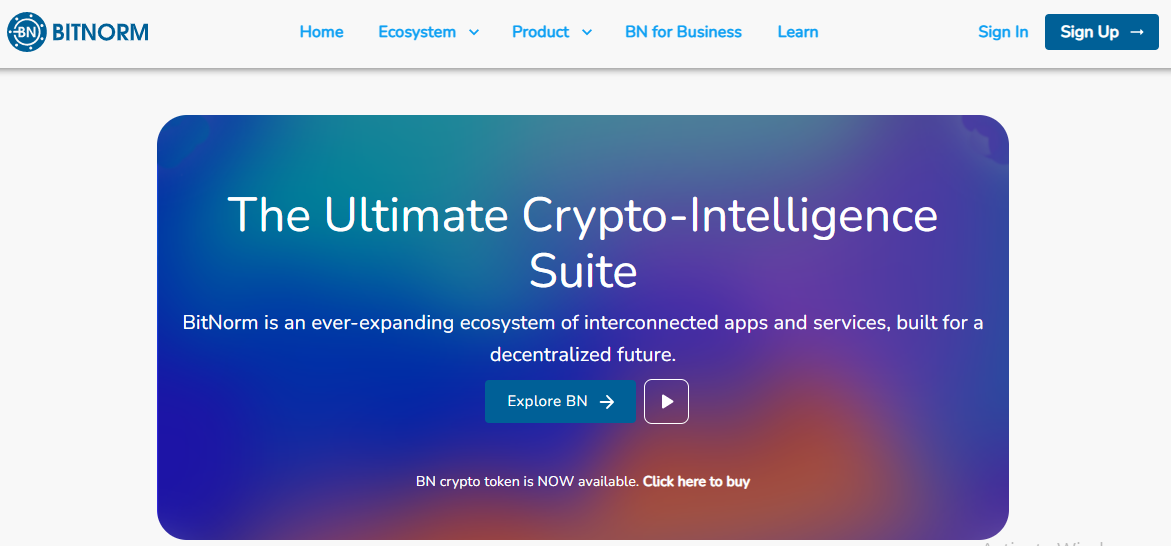 BN BITNORM
Home Ecosystem Product BN for Business Learn Sign In Sign Up →
The Ultimate Crypto-Intelligence
Suite
BitNorm is an ever-expanding ecosystem of interconnected apps and services, built for a
decentralized future.
Explore BN →
BN crypto token is NOW available. Click here to buy